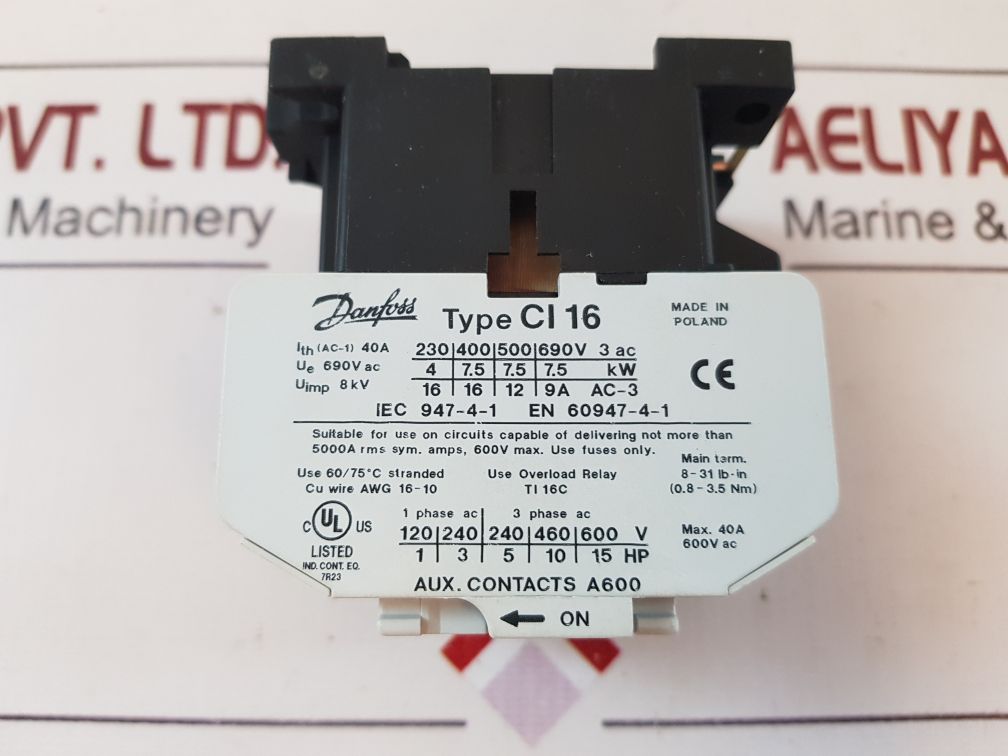 PVT. LTD.
Machinery
AELIYA
Marine &
Danfoss
Type CI 16
MADE IN
POLAND
Ith (AC-1) 40A
Ue 690V ac
Uimp 8kV
230 400 500 690V 3 ac
4 7.5 7.5 7.5 kW
16 16 12 9A AC-3
CE
IEC 947-4-1 EN 60947-4-1
Suitable for use on circuits capable of delivering not more than
5000A rms sym. amps, 600V max. Use fuses only.
Use 60/75°C stranded
Cu wire AWG 16-10
Use Overload Relay
TI 16C
Main term.
8-31 lb-in
(0.8-3.5 Nm)
C UL US
LISTED
IND. CONT. EQ.
7R23
1 phase ac 3 phase ac
120 240 240 460 600 V
1 3 5 10 15 HP
Max. 40A
600V ac
AUX. CONTACTS A600
← ON